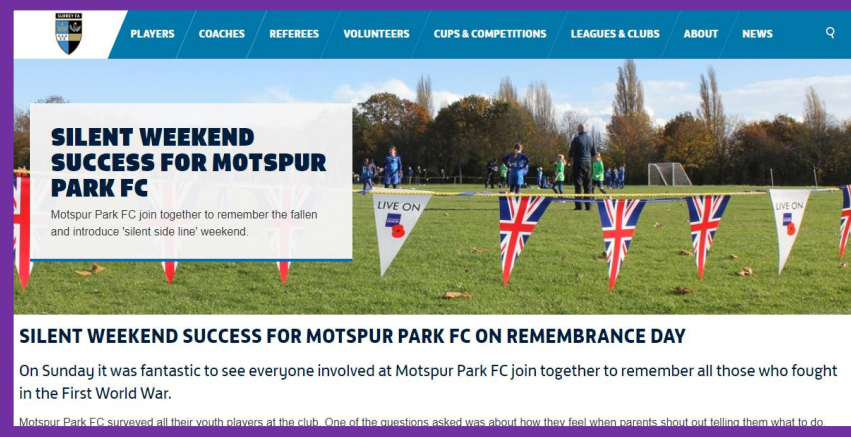 SURREY FA
PLAYERS COACHES REFEREES VOLUNTEERS CUPS & COMPETITIONS LEAGUES & CLUBS ABOUT NEWS
SILENT WEEKEND
SUCCESS FOR MOTSPUR
PARK FC
Motspur Park FC join together to remember the fallen
and introduce 'silent side line' weekend.
LIVE ON
LIVE ON
SILENT WEEKEND SUCCESS FOR MOTSPUR PARK FC ON REMEMBRANCE DAY
On Sunday it was fantastic to see everyone involved at Motspur Park FC join together to remember all those who fought
in the First World War.
Motspur Park FC surveyed all their youth players at the club. One of the questions asked was about how they feel when parents shout out telling them what to do